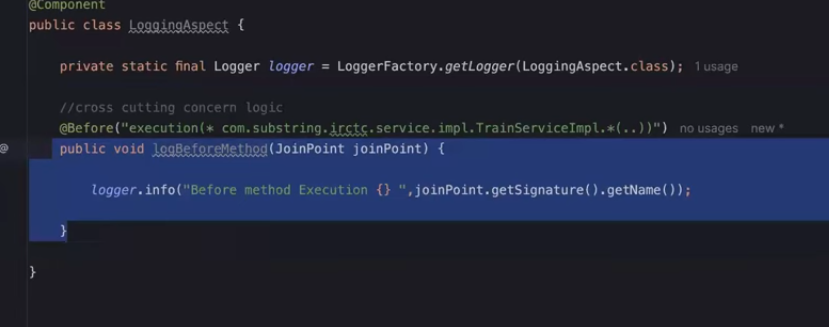 @Component
public class LoggingAspect {
private static final Logger logger = LoggerFactory.getLogger(LoggingAspect.class); 1 usage
//cross cutting concern logic
@Before("execution(* com.substring.irctc.service.impl.TrainServiceImpl.*(..))") no usages new *
@ public void logBeforeMethod(JoinPoint joinPoint) {
logger.info("Before method Execution {} ",joinPoint.getSignature().getName());
}
}